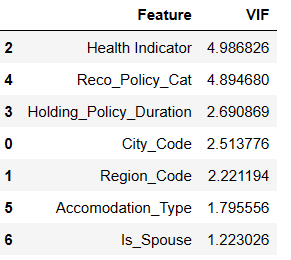 Feature VIF
2 Health Indicator 4.986826
4 Reco_Policy_Cat 4.894680
3 Holding_Policy_Duration 2.690869
0 City_Code 2.513776
1 Region_Code 2.221194
5 Accomodation_Type 1.795556
6 Is_Spouse 1.223026